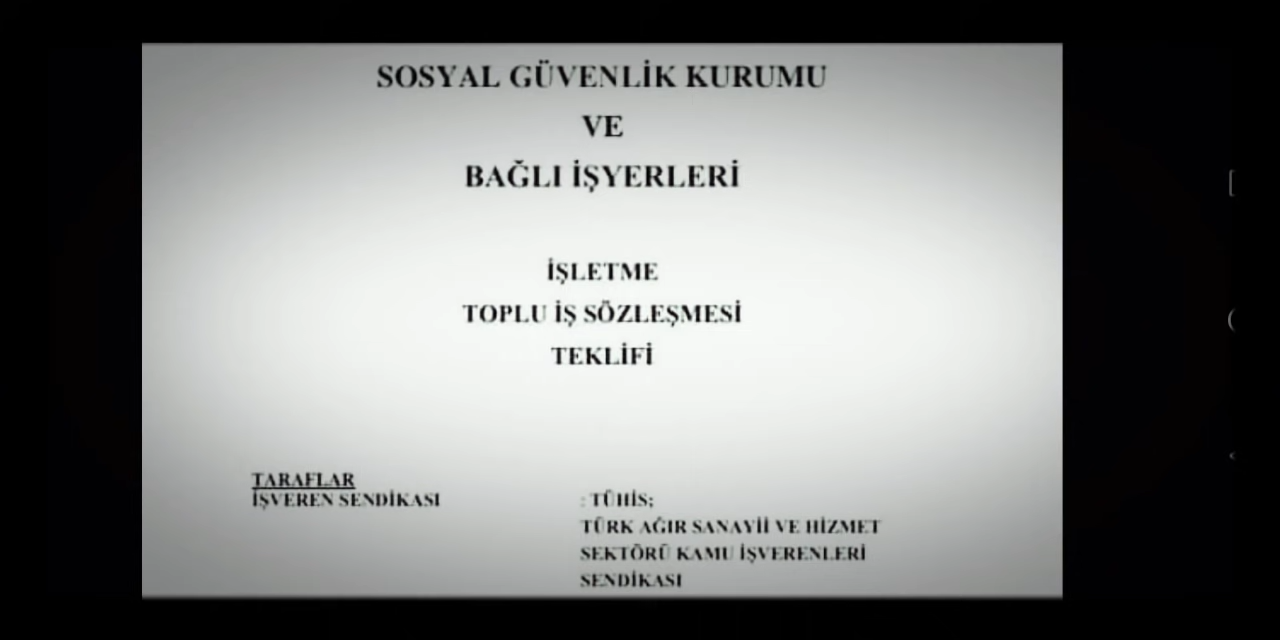 SOSYAL GÜVENLİK KURUMU
VE
BAĞLI İŞYERLERİ
İŞLETME
TOPLU İŞ SÖZLEŞMESİ
TEKLİFİ
TARAFLAR
İŞVEREN SENDİKASI : TÜHİS;
TÜRK AĞIR SANAYİİ VE HİZMET
SEKTÖRÜ KAMU İŞVERENLERİ
SENDİKASI